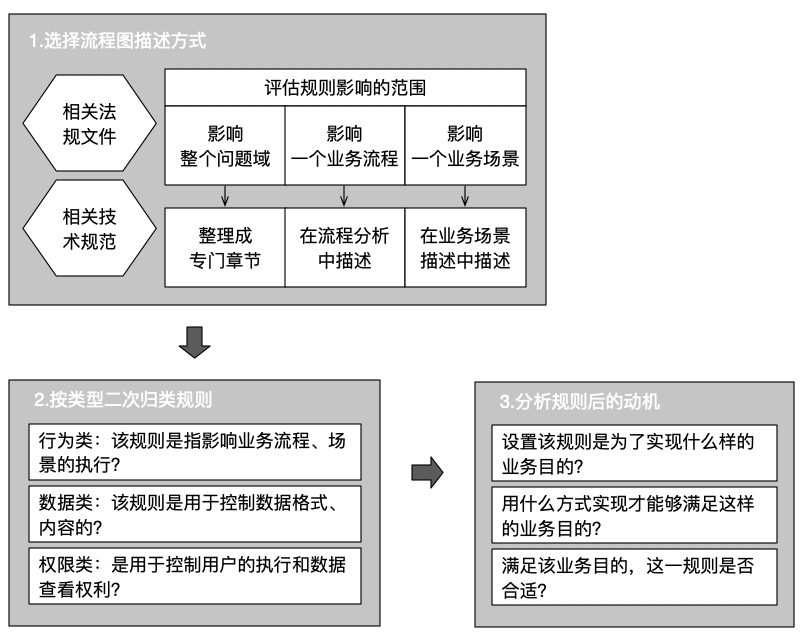 1.选择流程图描述方式
相关法
规文件
相关技
术规范
评估规则影响的范围
影响
整个问题域
影响
一个业务流程
影响
一个业务场景
整理成
专门章节
在流程分析
中描述
在业务场景
描述中描述
2.按类型二次归类规则
行为类：该规则是指影响业务流程、场
景的执行?
数据类：该规则是用于控制数据格式、
内容的?
权限类：是用于控制用户的执行和数据
查看权利?
3.分析规则后的动机
设置该规则是为了实现什么样的
业务目的?
用什么方式实现才能够满足这样
的业务目的?
满足该业务目的，这一规则是否
合适?